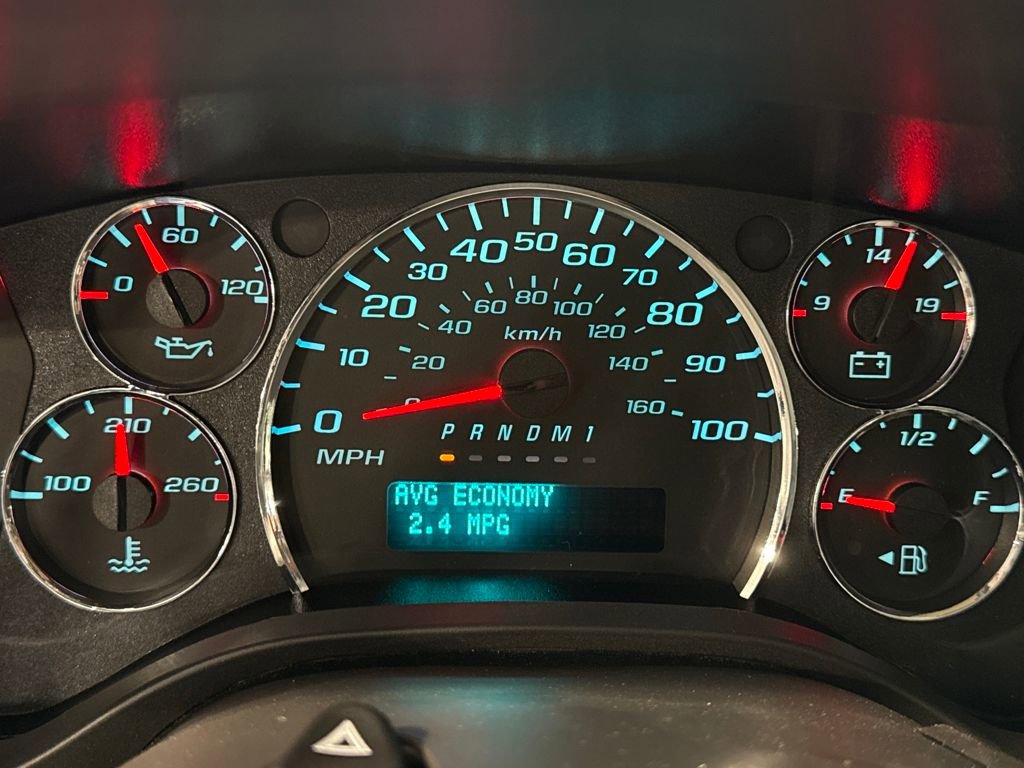 0 60 120
100 210 260
0 10 20 30 40 50 60 70 80 90 100
MPH
20 40 60 80 100 120 140 160
km/h
P R N D M 1
AVG ECONOMY
2.4 MPG
9 14 19
E 1/2 F